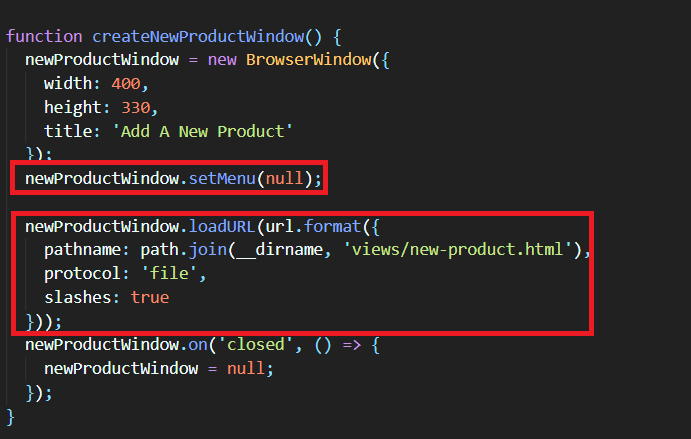 function createNewProductWindow() {
  newProductWindow = new BrowserWindow({
    width: 400,
    height: 330,
    title: 'Add A New Product'
  });
  newProductWindow.setMenu(null);
  newProductWindow.loadURL(url.format({
    pathname: path.join(__dirname, 'views/new-product.html'),
    protocol: 'file',
    slashes: true
  }));
  newProductWindow.on('closed', () => {
    newProductWindow = null;
  });
}